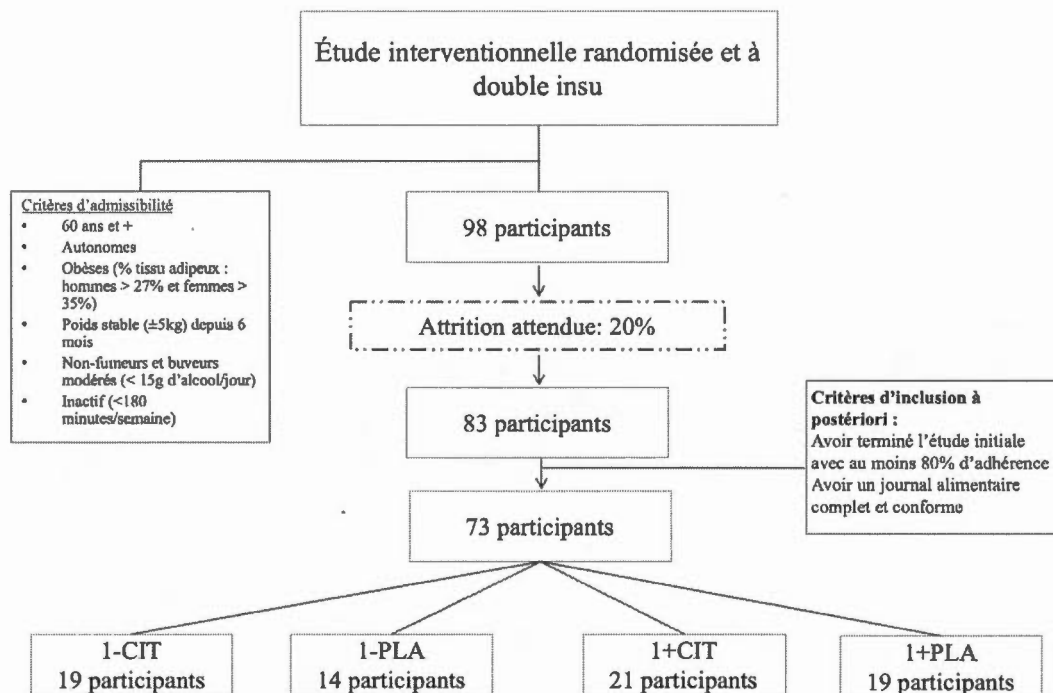 Étude interventionnelle randomisée et à
double insu
Critères d'admissibilité
• 60 ans et +
• Autonomes
• Obèses (% tissu adipeux :
hommes > 27% et femmes >
35%)
• Poids stable (±5kg) depuis 6
mois
• Non-fumeurs et buveurs
modérés (< 15g d'alcool/jour)
• Inactif (<180
minutes/semaine)
98 participants
Attrition attendue: 20%
83 participants
Critères d'inclusion à
postériori :
Avoir terminé l'étude initiale
avec au moins 80% d'adhérence
Avoir un journal alimentaire
complet et conforme
73 participants
1-CIT
19 participants
1-PLA
14 participants
1+CIT
21 participants
1+PLA
19 participants